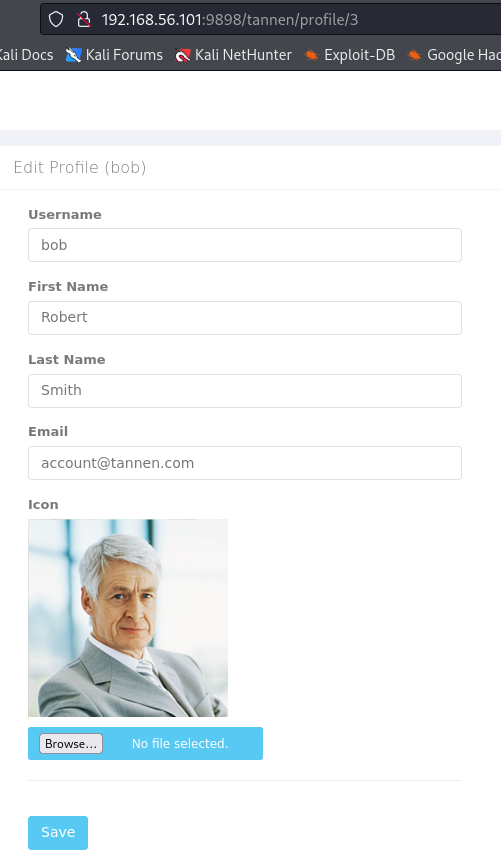 192.168.56.101:9898/tannen/profile/3
Kali Docs Kali Forums Kali NetHunter Exploit-DB Google Hac
Edit Profile (bob)
Username
bob
First Name
Robert
Last Name
Smith
Email
account@tannen.com
Icon
Browse... No file selected.
Save